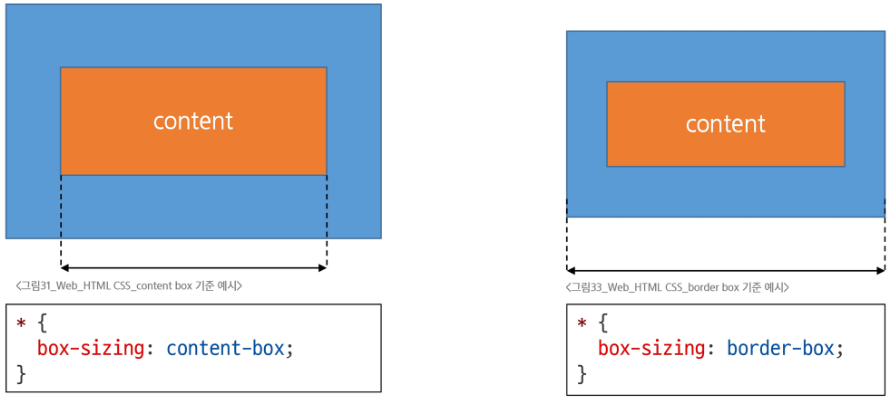 content
<그림31_Web_HTML CSS_content box 기준 예시>
* {
  box-sizing: content-box;
}
content
<그림33_Web_HTML CSS_border box 기준 예시>
* {
  box-sizing: border-box;
}